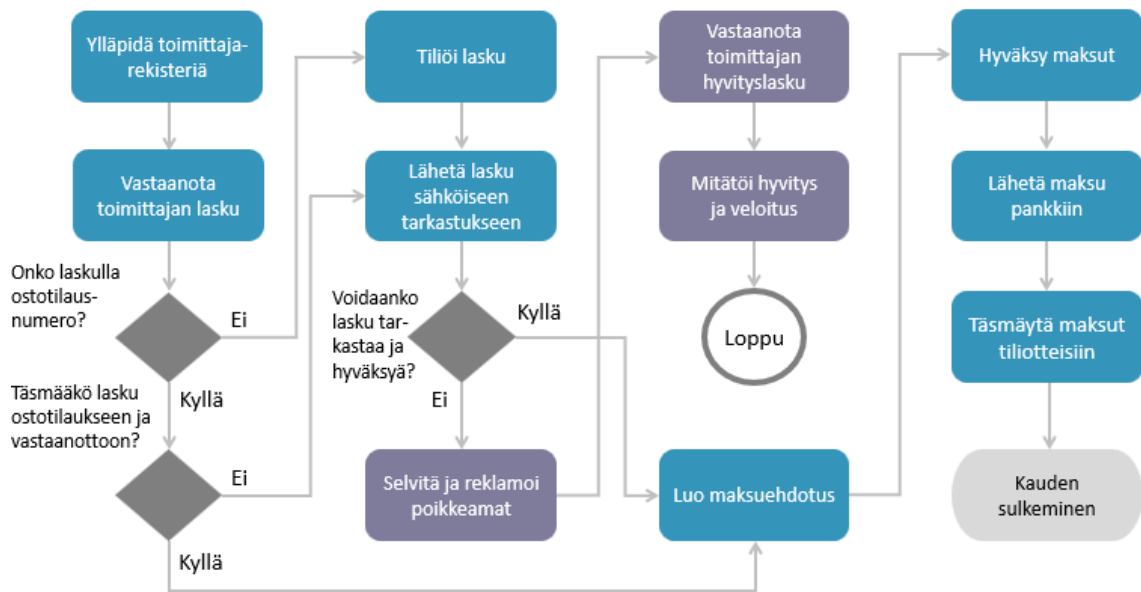 Ylläpidä toimittaja-
rekisteriä
Vastaanota
toimittajan lasku
Onko laskulla
ostotilaus-
numero?
Ei
Kyllä
Täsmääkö lasku
ostotilaukseen ja
vastaanottoon?
Ei
Kyllä
Tiliöi lasku
Lähetä lasku
sähköiseen
tarkastukseen
Voidaanko
lasku tar-
kastaa ja
hyväksyä?
Kyllä
Ei
Selvitä ja reklamoi
poikkeamat
Vastaanota
toimittajan
hyvityslasku
Mitätöi hyvitys
ja veloitus
Loppu
Luo maksuehdotus
Hyväksy maksut
Lähetä maksu
pankkiin
Täsmäytä maksut
tiliotteisiin
Kauden
sulkeminen